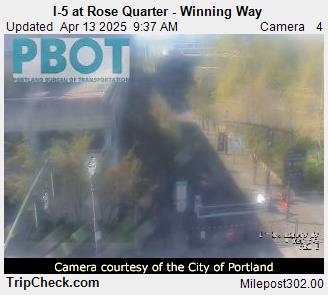 I-5 at Rose Quarter - Winning Way
Updated Apr 13 2025 9:37 AM Camera 4
PBOT
PORTLAND BUREAU OF TRANSPORTATION
Camera courtesy of the City of Portland
TripCheck.com Milepost302.00